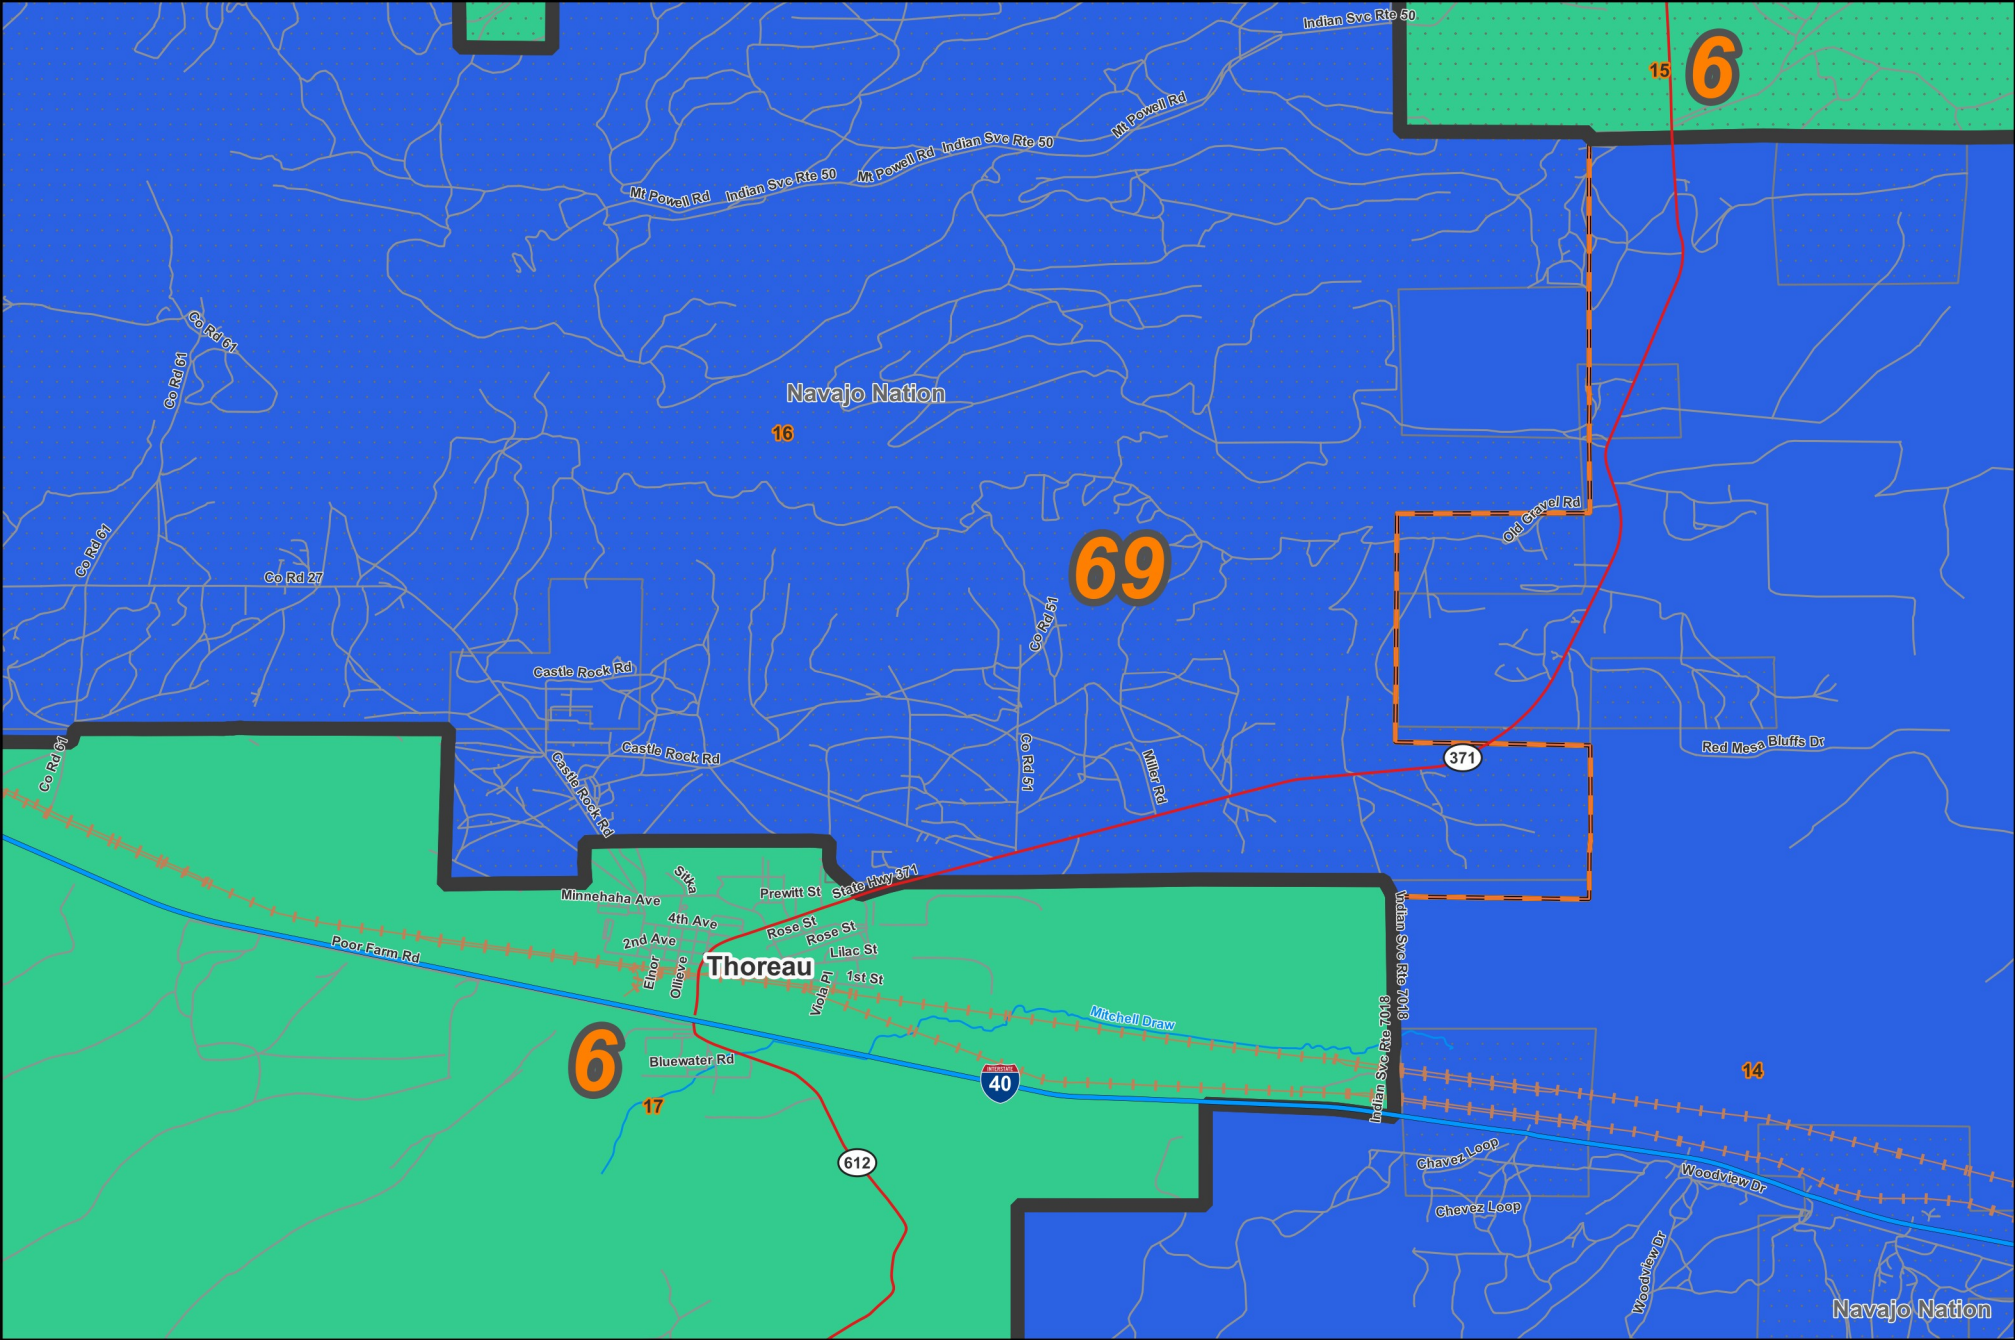 Indian Svc Rte 50
15
6
Mt Powell Rd
Indian Svc Rte 50
Mt Powell Rd
Indian Svc Rte 50
Mt Powell Rd
Co Rd 61
Co Rd 61
Navajo Nation
16
Old Gravel Rd
Co Rd 61
69
Co Rd 27
Co Rd 51
Castle Rock Rd
Castle Rock Rd
Castle Rock Rd
Co Rd 61
Co Rd 51
Miller Rd
371
Red Mesa Bluffs Dr
Sitka
Minnehaha Ave
Prewitt St
State Hwy 371
4th Ave
Rose St
Rose St
2nd Ave
Lilac St
Poor Farm Rd
Elnor
Ollieve
Thoreau
1st St
Viola Pl
Indian Svc Rte 7018
Indian Svc Rte 7018
Mitchell Draw
6
Bluewater Rd
40
INTERSTATE
14
17
612
Chavez Loop
Woodview Dr
Chevez Loop
Woodview Dr
Navajo Nation